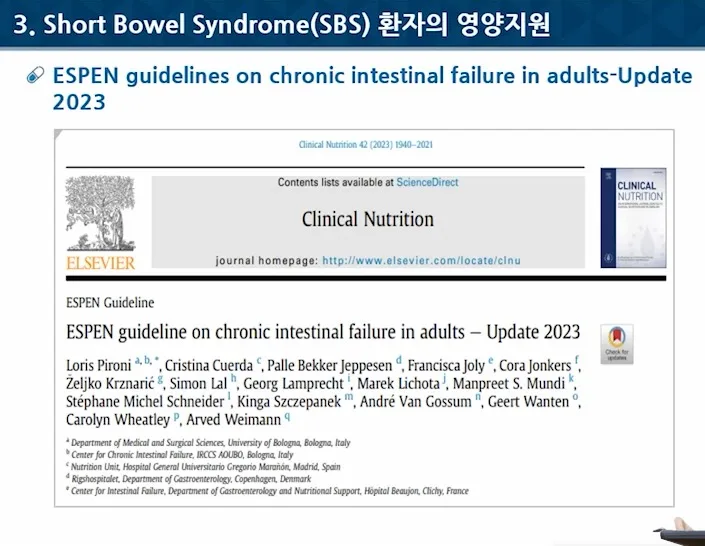 3. Short Bowel Syndrome(SBS) 환자의 영양지원
ESPEN guidelines on chronic intestinal failure in adults-Update
2023
Clinical Nutrition 42 (2023) 1940–2021
Contents lists available at ScienceDirect
Clinical Nutrition
journal homepage: http://www.elsevier.com/locate/clnu
ELSEVIER
CLINICAL
NUTRITION
ESPEN Guideline
ESPEN guideline on chronic intestinal failure in adults – Update 2023
Check for
updates
Loris Pironi a, b, *, Cristina Cuerda c, Palle Bekker Jeppesen d, Francisca Joly e, Cora Jonkers f,
Željko Krznarić g, Simon Lal h, Georg Lamprecht i, Marek Lichota j, Manpreet S. Mundi k,
Stéphane Michel Schneider l, Kinga Szczepanek m, André Van Gossum n, Geert Wanten o,
Carolyn Wheatley p, Arved Weimann q
a Department of Medical and Surgical Sciences, University of Bologna, Bologna, Italy
b Center for Chronic Intestinal Failure, IRCCS AOUBO, Bologna, Italy
c Nutrition Unit, Hospital General Universitario Gregorio Marañón, Madrid, Spain
d Rigshospitalet, Department of Gastroenterology, Copenhagen, Denmark
e Center for Intestinal Failure, Department of Gastroenterology and Nutritional Support, Hôpital Beaujon, Clichy, France